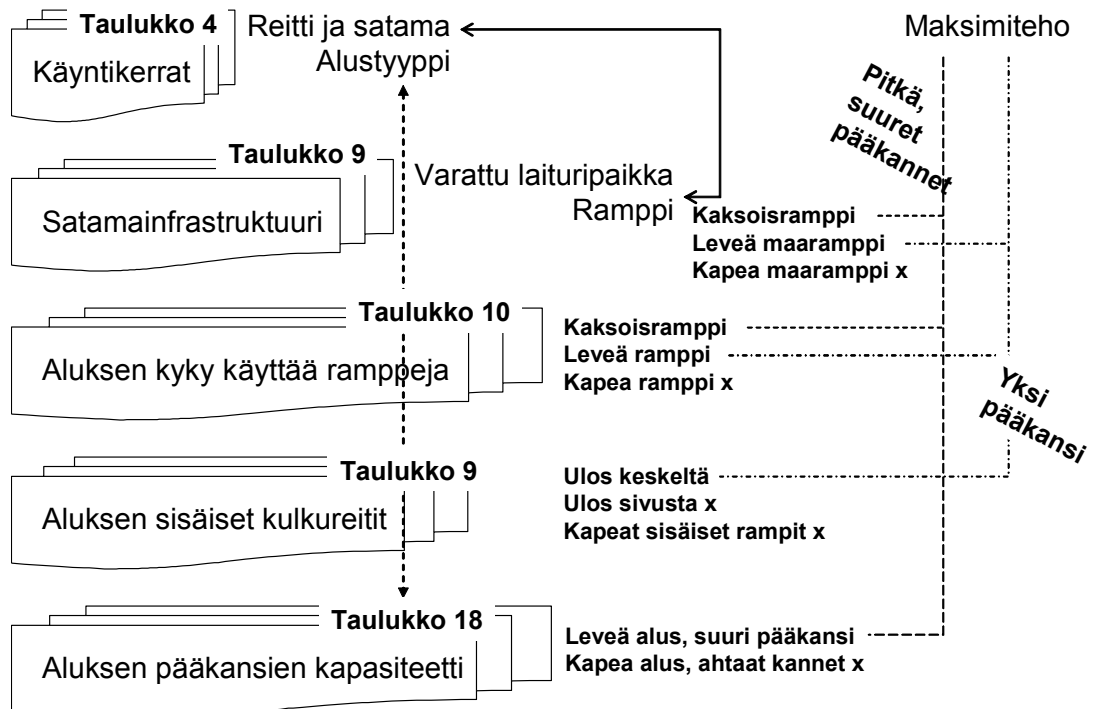 Taulukko 4
Käyntikerrat
Reitti ja satama
Alustyyppi
Maksimiteho
Pitkä,
suuret
pääkannet
Taulukko 9
Satamainfrastruktuuri
Varattu laituripaikka
Ramppi
Kaksoisramppi
Leveä maaramppi
Kapea maaramppi x
Taulukko 10
Aluksen kyky käyttää ramppeja
Kaksoisramppi
Leveä ramppi
Kapea ramppi x
Yksi
pääkansi
Taulukko 9
Aluksen sisäiset kulkureitit
Ulos keskeltä
Ulos sivusta x
Kapeat sisäiset rampit x
Taulukko 18
Aluksen pääkansien kapasiteetti
Leveä alus, suuri pääkansi
Kapea alus, ahtaat kannet x